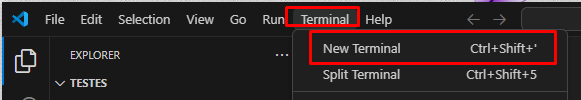 File Edit Selection View Go Run Terminal Help
EXPLORER ...
New Terminal Ctrl+Shift+'
TESTES
Split Terminal Ctrl+Shift+5